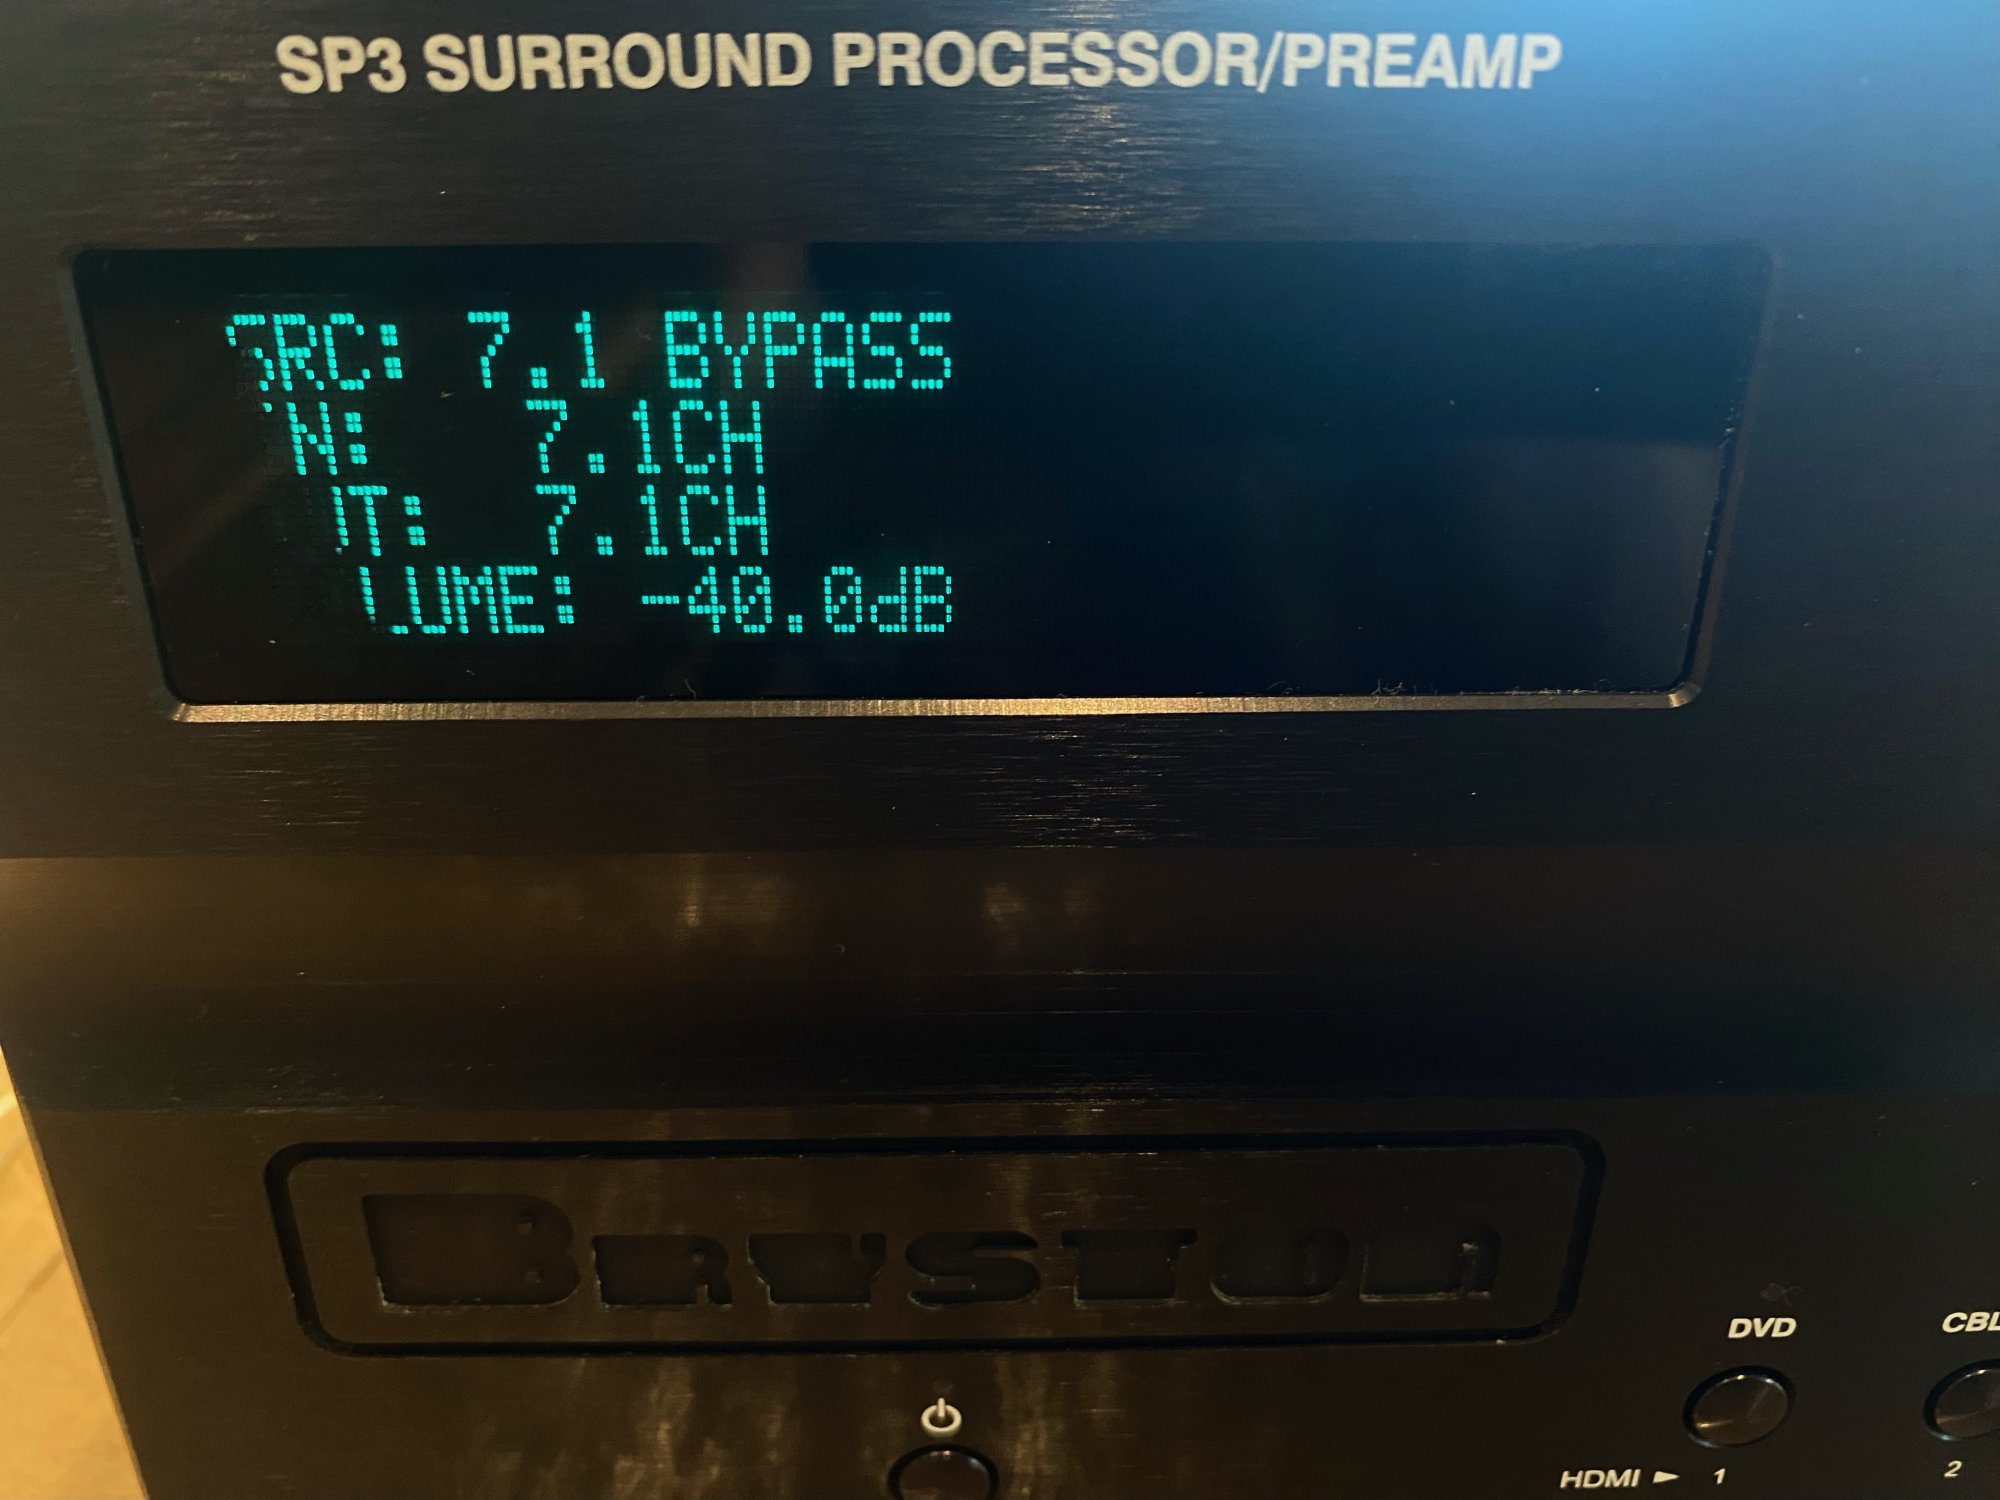 SP3 SURROUND PROCESSOR/PREAMP
SRC: 7.1 BYPASS
N: 7.1CH
IT: 7.1CH
LUME: -40.0dB
BRYSTON
DVD
CBL
HDMI ► 1
2